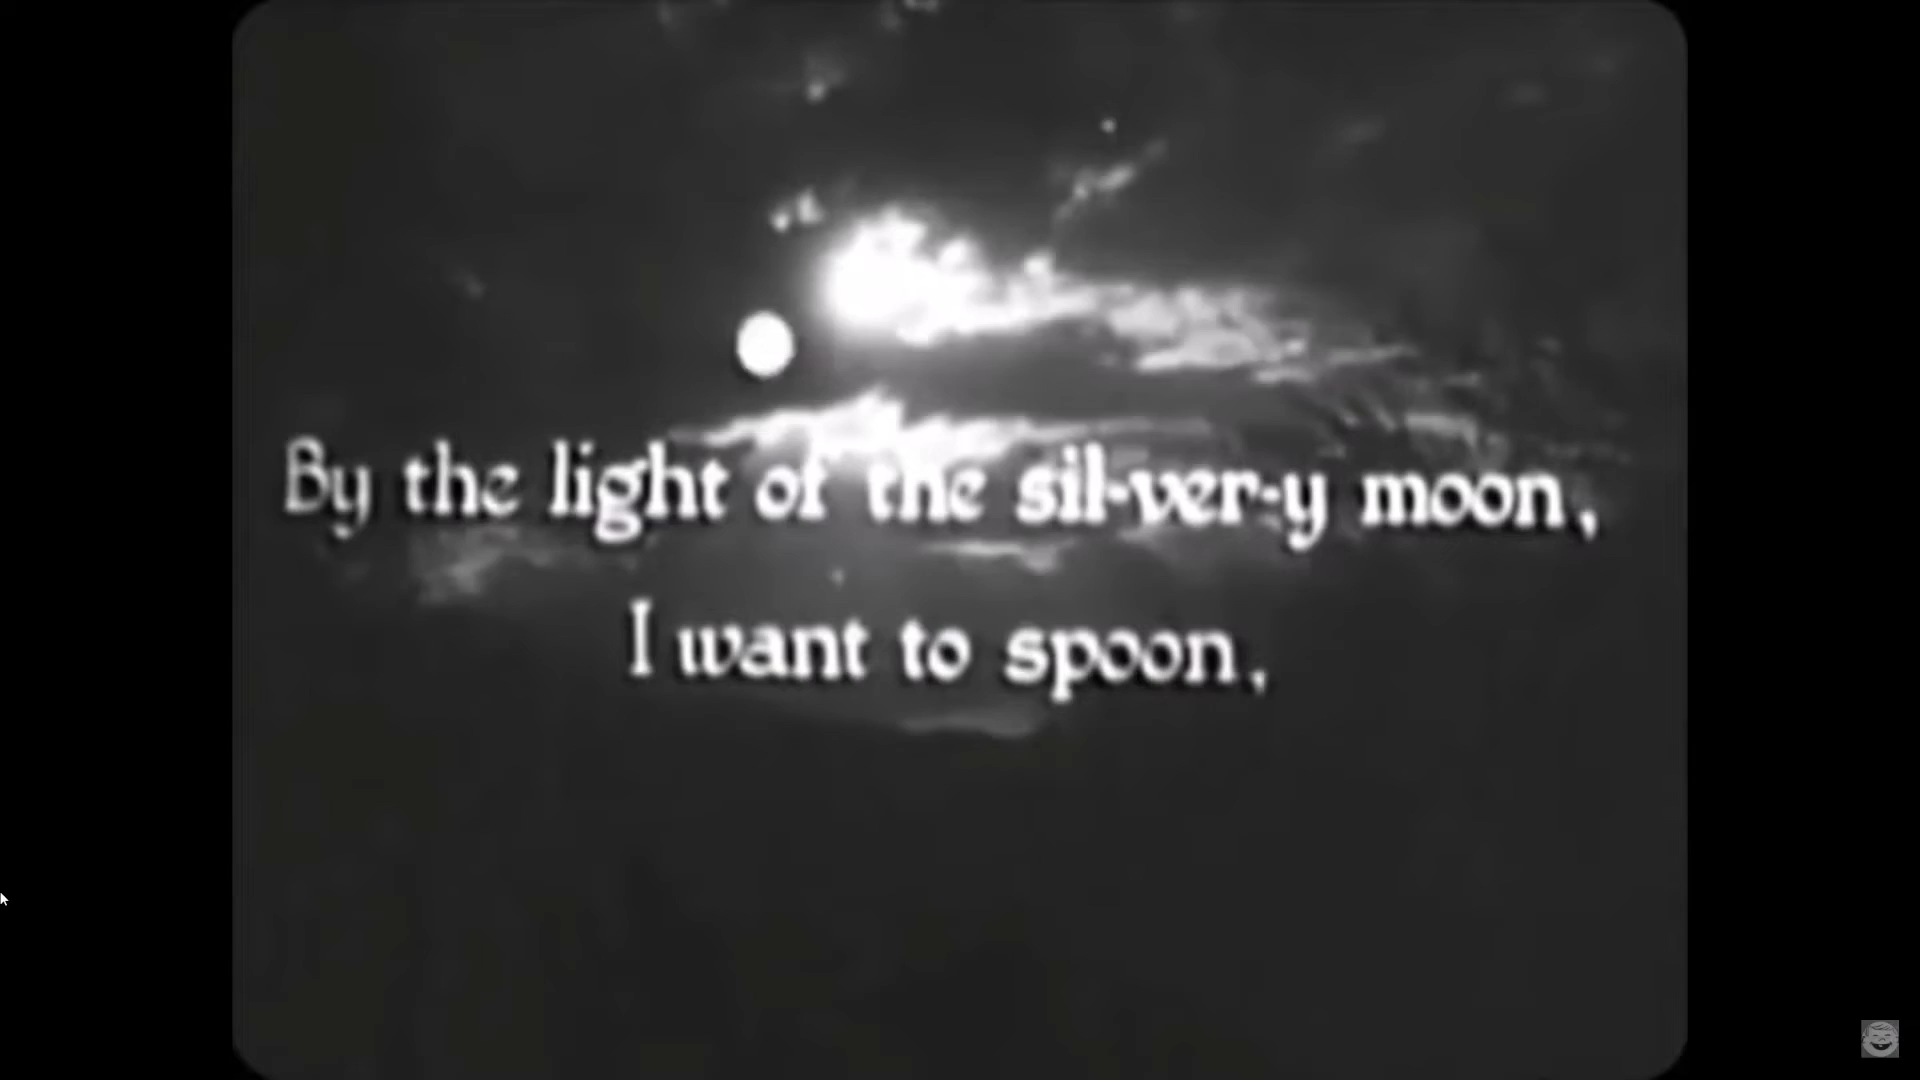 By the light of the sil-ver-y moon,
I want to spoon,